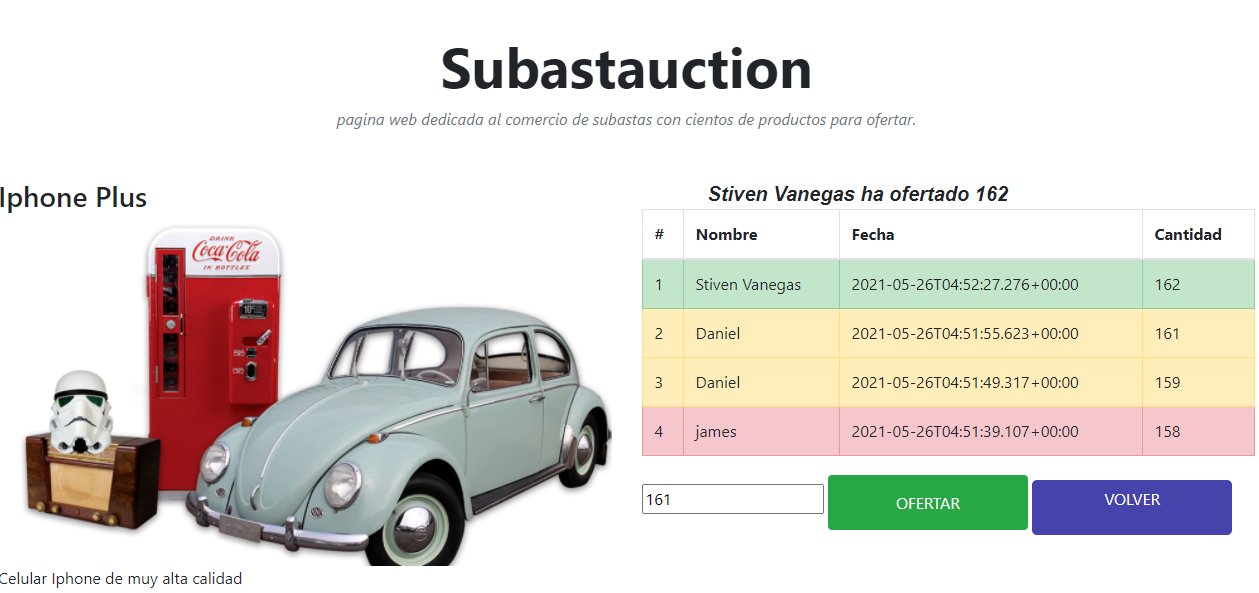 Subastauction
pagina web dedicada al comercio de subastas con cientos de productos para ofertar.
Iphone Plus
DRINK
Coca-Cola
IN BOTTLES
10¢
Celular Iphone de muy alta calidad
Stiven Vanegas ha ofertado 162
# Nombre Fecha Cantidad
1 Stiven Vanegas 2021-05-26T04:52:27.276+00:00 162
2 Daniel 2021-05-26T04:51:55.623+00:00 161
3 Daniel 2021-05-26T04:51:49.317+00:00 159
4 james 2021-05-26T04:51:39.107+00:00 158
161 OFERTAR VOLVER